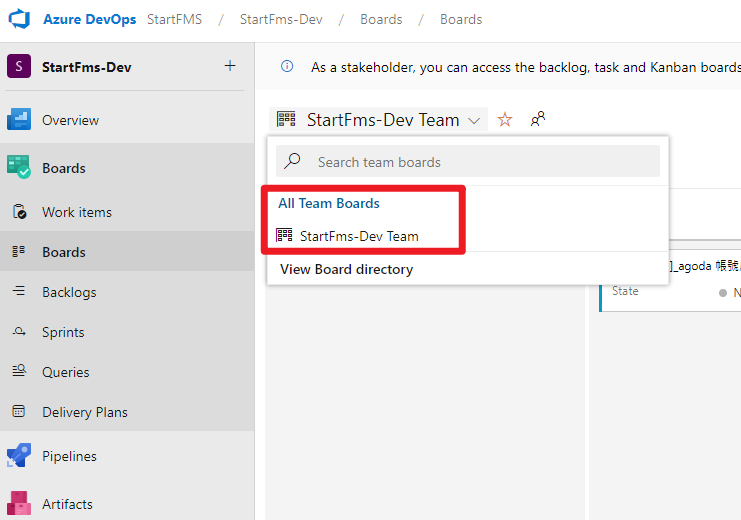 Azure DevOps StartFMS / StartFms-Dev / Boards / Boards
S StartFms-Dev +
As a stakeholder, you can access the backlog, task and Kanban boards
Overview
StartFms-Dev Team
Boards
Search team boards
All Team Boards
Work items
StartFms-Dev Team
Boards
View Board directory
]_agoda 帳號
Backlogs
State
N
Sprints
Queries
Delivery Plans
Pipelines
Artifacts